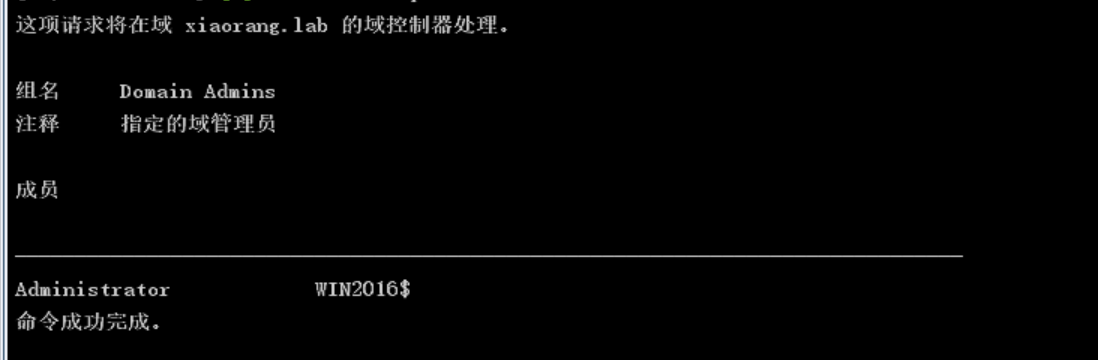 这项请求将在域 xiaorang.lab 的域控制器处理。
组名     Domain Admins
注释     指定的域管理员
成员
Administrator            WIN2016$
命令成功完成。